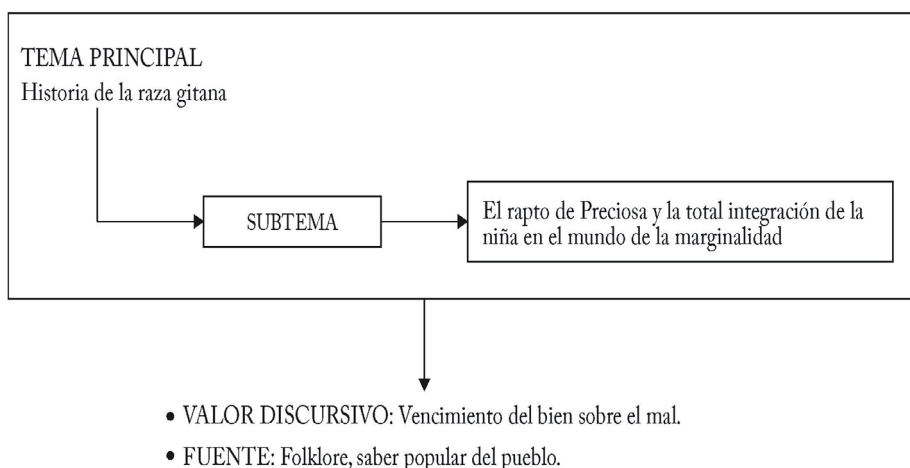 TEMA PRINCIPAL
Historia de la raza gitana
SUBTEMA
El rapto de Preciosa y la total integración de la
niña en el mundo de la marginalidad
• VALOR DISCURSIVO: Vencimiento del bien sobre el mal.
• FUENTE: Folklore, saber popular del pueblo.